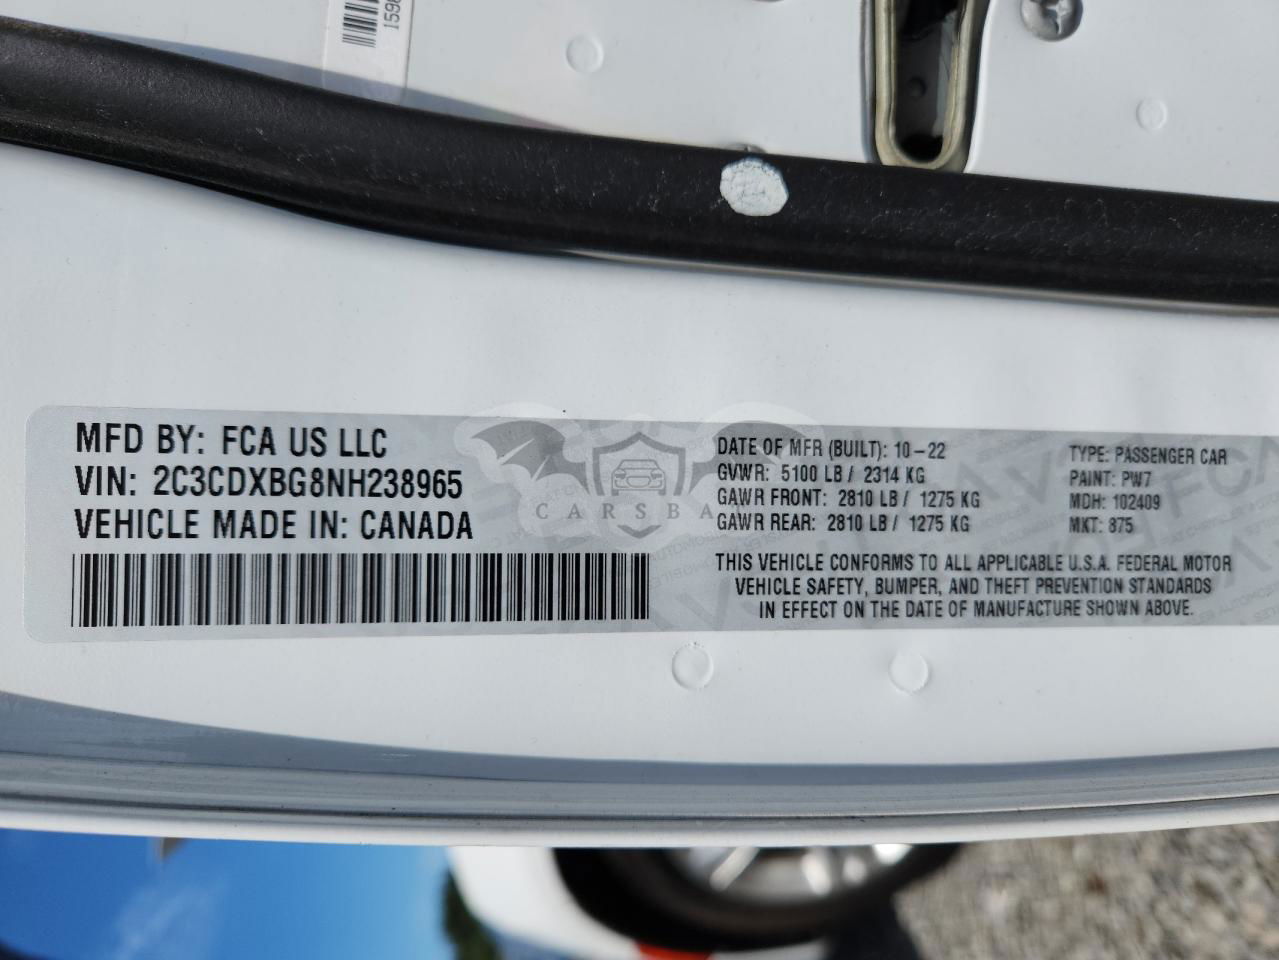 1598
MFD BY: FCA US LLC
VIN: 2C3CDXBG8NH238965
VEHICLE MADE IN: CANADA
CARSBAT
DATE OF MFR (BUILT): 10-22
GVWR: 5100 LB / 2314 KG
GAWR FRONT: 2810 LB / 1275 KG
GAWR REAR: 2810 LB / 1275 KG
TYPE: PASSENGER CAR
PAINT: PW7
MDH: 102409
MKT: 875
THIS VEHICLE CONFORMS TO ALL APPLICABLE U.S.A. FEDERAL MOTOR
VEHICLE SAFETY, BUMPER, AND THEFT PREVENTION STANDARDS
IN EFFECT ON THE DATE OF MANUFACTURE SHOWN ABOVE.